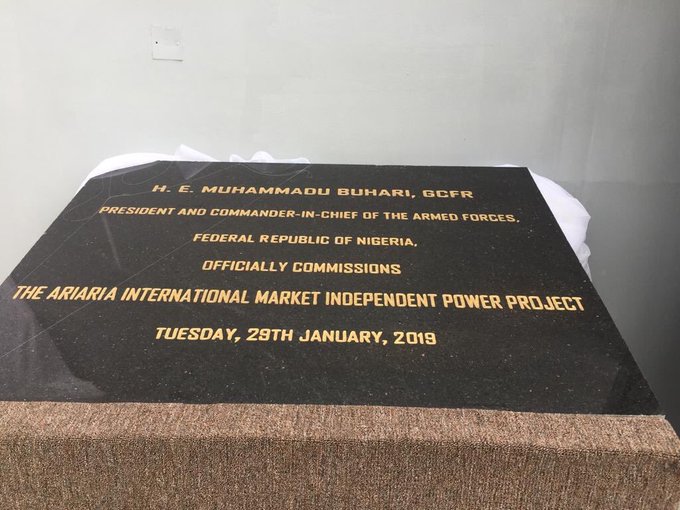 H. E. MUHAMMADU BUHARI, GCFR
PRESIDENT AND COMMANDER-IN-CHIEF OF THE ARMED FORCES,
FEDERAL REPUBLIC OF NIGERIA,
OFFICIALLY COMMISSIONS
THE ARIARIA INTERNATIONAL MARKET INDEPENDENT POWER PROJECT
TUESDAY, 29TH JANUARY, 2019